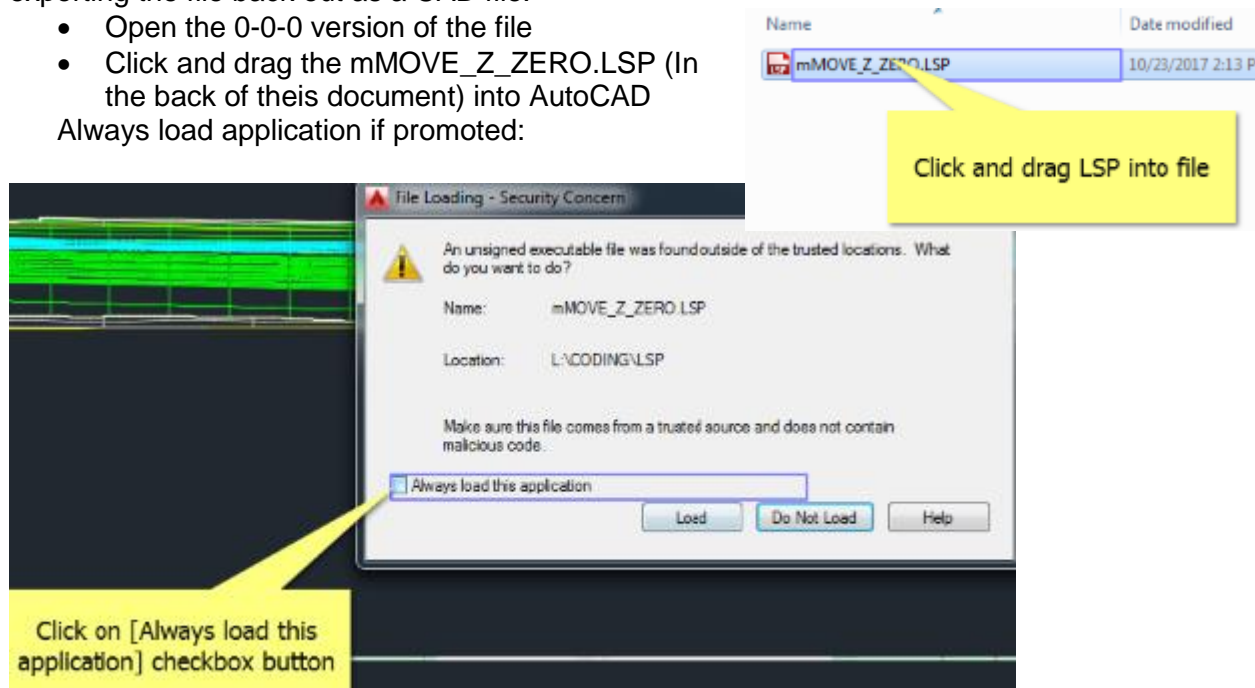 exporting the file back out as a CAD file.
• Open the 0-0-0 version of the file
• Click and drag the mMOVE_Z_ZERO.LSP (In
the back of theis document) into AutoCAD
Always load application if promoted:
Name Date modified
mMOVE_Z_ZERO.LSP 10/23/2017 2:13 P
Click and drag LSP into file
File Loading - Security Concern
An unsigned executable file was found outside of the trusted locations. What
do you want to do?
Name: mMOVE_Z_ZERO.LSP
Location: L:\CODING\LSP
Make sure this file comes from a trusted source and does not contain
malicious code.
Always load this application
Load Do Not Load Help
Click on [Always load this
application] checkbox button